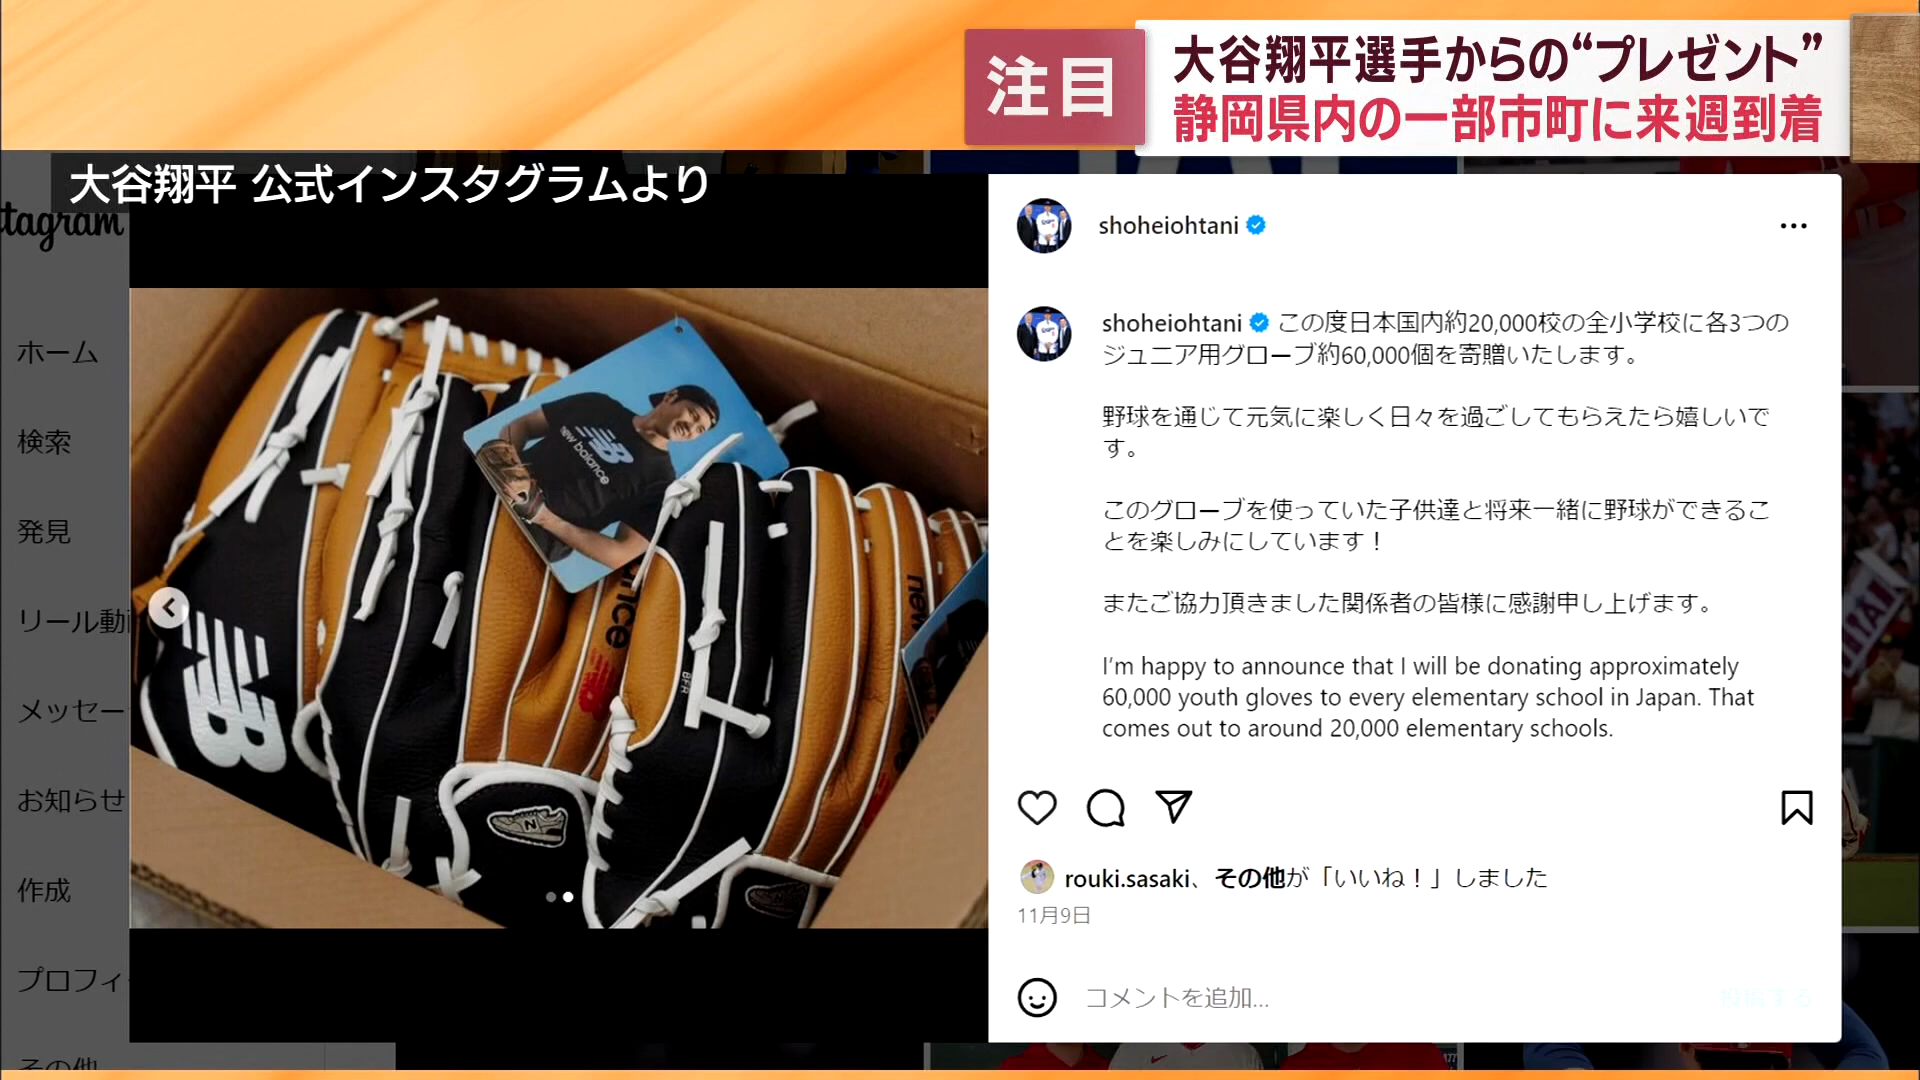 注目
大谷翔平選手からの“プレゼント”
静岡県内の一部市町に来週到着
大谷翔平 公式インスタグラムより
stagram
ホーム
検索
発見
リール動画
メッセー
お知らせ
作成
プロフィ
その他
new balance
nce
new
BFR
N
shoheiohtani
shoheiohtani この度日本国内約20,000校の全小学校に各3つの
ジュニア用グローブ約60,000個を寄贈いたします。
野球を通じて元気に楽しく日々を過ごしてもらえたら嬉しいで
す。
このグローブを使っていた子供達と将来一緒に野球ができるこ
とを楽しみにしています！
またご協力頂きました関係者の皆様に感謝申し上げます。
I’m happy to announce that I will be donating approximately
60,000 youth gloves to every elementary school in Japan. That
comes out to around 20,000 elementary schools.
rouki.sasaki、その他が「いいね！」しました
11月9日
コメントを追加...
投稿する